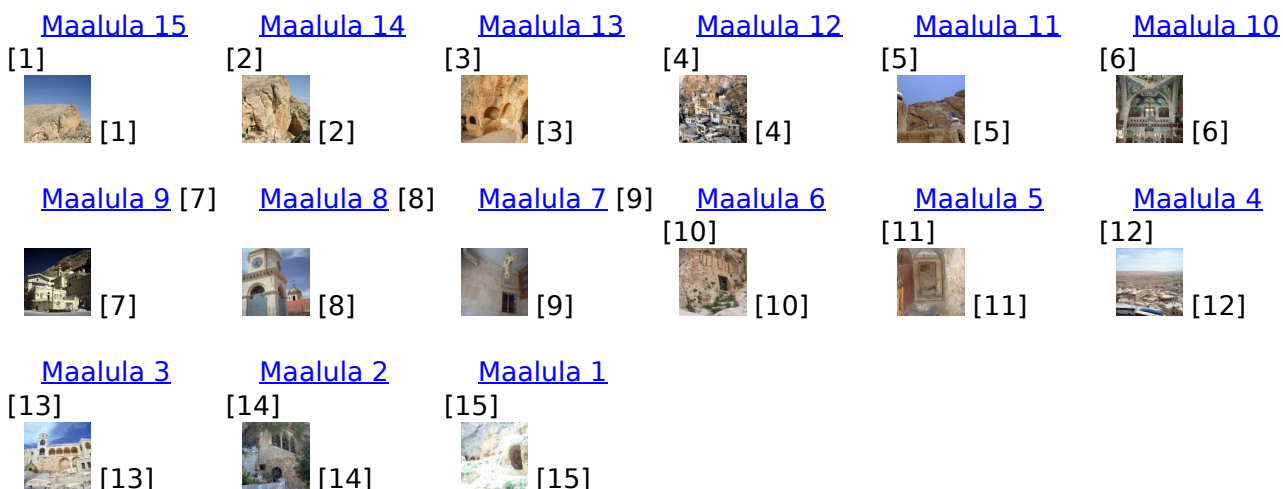 Maalula 15 Maalula 14 Maalula 13 Maalula 12 Maalula 11 Maalula 10
[1] [2] [3] [4] [5] [6]
[1] [2] [3] [4] [5] [6]
Maalula 9 [7] Maalula 8 [8] Maalula 7 [9] Maalula 6 Maalula 5 Maalula 4
[10] [11] [12]
[7] [8] [9] [10] [11] [12]
Maalula 3 Maalula 2 Maalula 1
[13] [14] [15]
[13] [14] [15]